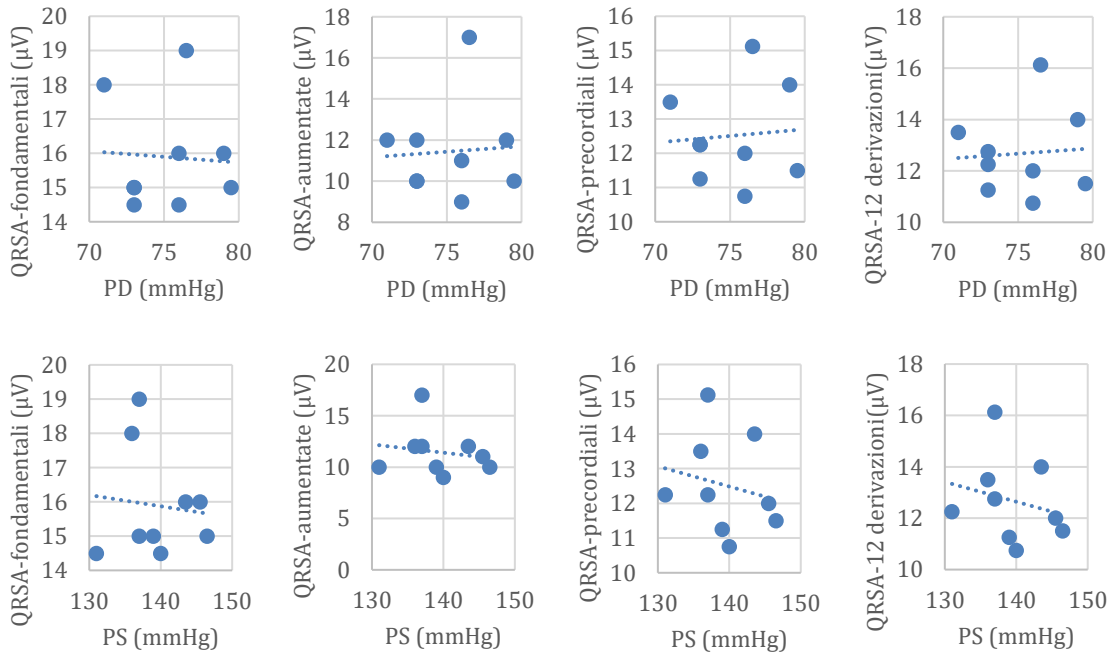 QRSA-fondamentali (µV)
20
19
18
17
16
15
14
70 75 80
PD (mmHg)
QRSA-aumentate (µV)
18
16
14
12
10
8
70 75 80
PD (mmHg)
QRSA-precordiali (µV)
16
15
14
13
12
11
10
70 75 80
PD (mmHg)
QRSA-12 derivazioni(µV)
18
16
14
12
10
70 75 80
PD (mmHg)
QRSA-fondamentali (µV)
20
19
18
17
16
15
14
130 140 150
PS (mmHg)
QRSA-aumentate (µV)
20
15
10
5
0
130 140 150
PS (mmHg)
QRSA-precordiali (µV)
16
15
14
13
12
11
10
130 140 150
PS (mmHg)
QRSA-12 derivazioni(µV)
18
16
14
12
10
130 140 150
PS (mmHg)